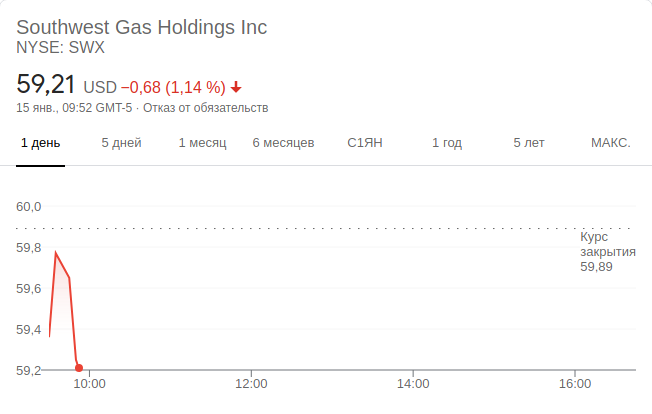 Southwest Gas Holdings Inc
NYSE: SWX
59,21 USD −0,68 (1,14 %)
15 янв., 09:52 GMT-5 · Отказ от обязательств
1 день 5 дней 1 месяц 6 месяцев С1ЯН 1 год 5 лет МАКС.
60,0
Курс
59,8
закрытия
59,89
59,6
59,4
59,2
10:00 12:00 14:00 16:00